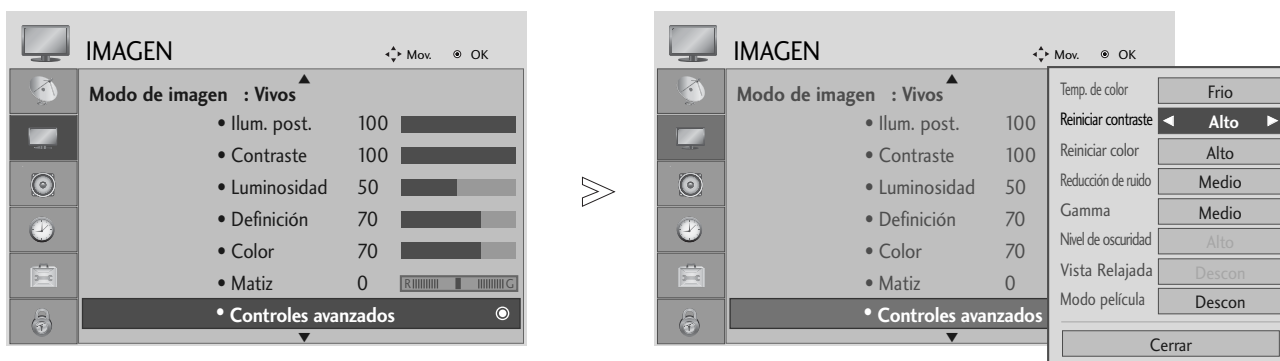 IMAGEN
Mov. OK
Modo de imagen : Vivos
• Ilum. post. 100
• Contraste 100
• Luminosidad 50
• Definición 70
• Color 70
• Matiz 0 R G
• Controles avanzados
IMAGEN
Mov. OK
Modo de imagen : Vivos
• Ilum. post. 100
• Contraste 100
• Luminosidad 50
• Definición 70
• Color 70
• Matiz 0
• Controles avanzados
Temp. de color Frio
Reiniciar contraste Alto
Reiniciar color Alto
Reducción de ruido Medio
Gamma Medio
Nivel de oscuridad Alto
Vista Relajada Descon
Modo película Descon
Cerrar